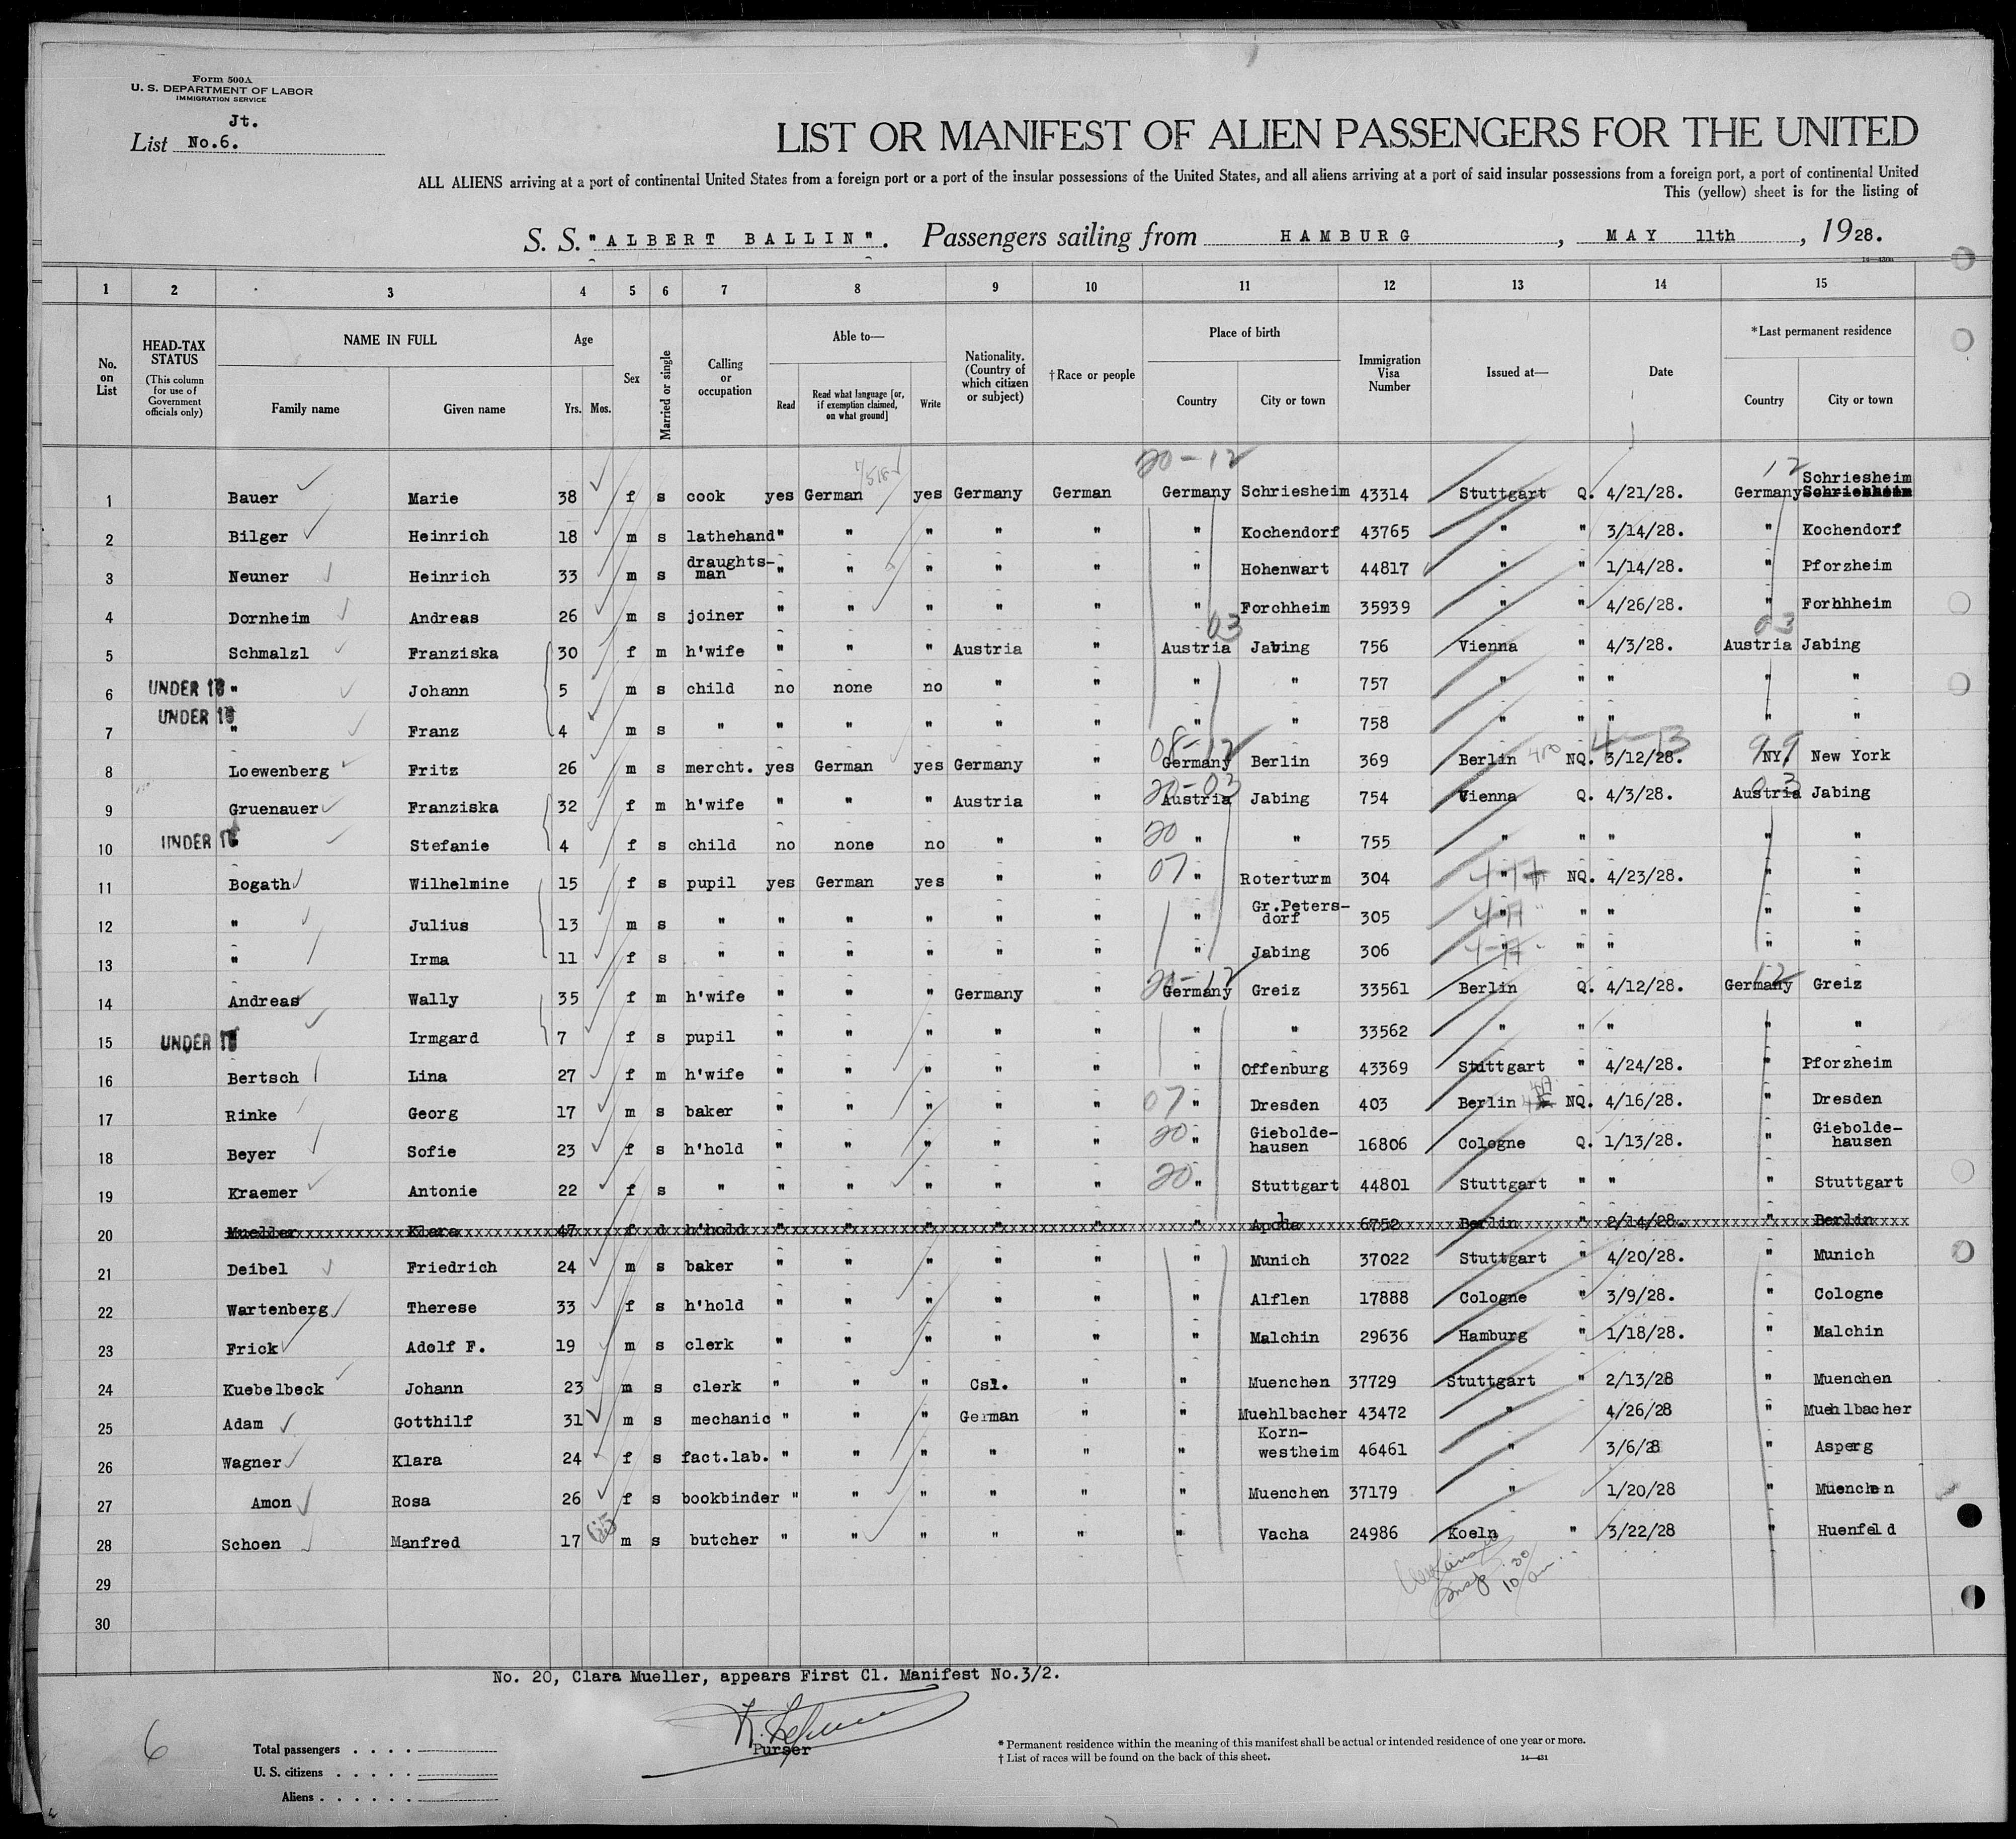 Form 500A
U. S. DEPARTMENT OF LABOR
IMMIGRATION SERVICE
Jt.
List No.6.
LIST OR MANIFEST OF ALIEN PASSENGERS FOR THE UNITED
ALL ALIENS arriving at a port of continental United States from a foreign port or a port of the insular possessions of the United States, and all aliens arriving at a port of said insular possessions from a foreign port, a port of continental United
This (yellow) sheet is for the listing of
S. S. "ALBERT BALLIN". Passengers sailing from HAMBURG, MAY 11th, 1928.
1 2 3 4 5 6 7 8 9 10 11 12 13 14 15
No. on List
HEAD-TAX STATUS
(This column for use of Government officials only)
NAME IN FULL
Family name Given name
Age
Yrs. Mos.
Sex
Married or single
Calling or occupation
Able to—
Read Read what language [or, if exemption claimed, on what ground] Write
Nationality. (Country of which citizen or subject)
†Race or people
Place of birth
Country City or town
Immigration Visa Number
Issued at—
Date
*Last permanent residence
Country City or town
20-12 12 Schriesheim
1 Bauer Marie 38 f s cook yes German yes Germany German Germany Schriesheim 43314 Stuttgart Q. 4/21/28. Germany Schriesheim
2 Bilger Heinrich 18 m s lathehand " " " " " " Kochendorf 43765 " " 3/14/28. " Kochendorf
3 Neuner Heinrich 33 m s draughts-man " " " " " " Hohenwart 44817 " " 1/14/28. " Pforzheim
4 Dornheim Andreas 26 m s joiner " " " " " " Forchheim 35939 " " 4/26/28. " Forhhheim
03 03
5 Schmalzl Franziska 30 f m h'wife " " " Austria " Austria Jabing 756 Vienna " 4/3/28. Austria Jabing
6 UNDER 16 " Johann 5 m s child no none no " " " " 757 " " " " "
7 UNDER 16 " Franz 4 m s " " " " " " " " 758 " " " " "
08-12 4-13 99
8 Loewenberg Fritz 26 m s mercht. yes German yes Germany " Germany Berlin 369 Berlin NQ. 3/12/28. NY. New York
20-03 03
9 Gruenauer Franziska 32 f m h'wife " " " Austria " Austria Jabing 754 Vienna Q. 4/3/28. Austria Jabing
10 UNDER 16 Stefanie 4 f s child no none no " " 20 " " 755 " " " " "
11 Bogath Wilhelmine 15 f s pupil yes German yes " " 07 " Roterturm 304 " NQ. 4/23/28. " "
12 " Julius 13 m s " " " " " " " Gr.Peters-dorf 305 " " " " "
13 " Irma 11 f s " " " " " " " Jabing 306 " " " " "
12
14 Andreas Wally 35 f m h'wife " " " Germany " Germany Greiz 33561 Berlin Q. 4/12/28. Germany Greiz
15 UNDER 16 Irmgard 7 f s pupil " " " " " " " 33562 " " " " "
16 Bertsch Lina 27 f m h'wife " " " " " " Offenburg 43369 Stuttgart " 4/24/28. " Pforzheim
17 Rinke Georg 17 m s baker " " " " " 07 " Dresden 403 Berlin NQ. 4/16/28. " Dresden
18 Beyer Sofie 23 f s h'hold " " " " " 20 " Giebolde-hausen 16806 Cologne Q. 1/13/28. " Giebolde-hausen
19 Kraemer Antonie 22 f s " " " " " " 20 " Stuttgart 44801 Stuttgart " " " Stuttgart
20 Mueller Klara 47 f d h'hold " " " " " " Apolda 6752 Berlin " 2/14/28. " Berlin
21 Deibel Friedrich 24 m s baker " " " " " " Munich 37022 Stuttgart " 4/20/28. " Munich
22 Wartenberg Therese 33 f s h'hold " " " " " " Alflen 17888 Cologne " 3/9/28. " Cologne
23 Frick Adolf F. 19 m s clerk " " " " " " Malchin 29636 Hamburg " 1/18/28. " Malchin
24 Kuebelbeck Johann 23 m s clerk " " " Csl. " " Muenchen 37729 Stuttgart " 2/13/28 " Muenchen
25 Adam Gotthilf 31 m s mechanic " " " German " " Muehlbacher 43472 " 4/26/28 " Muehlbacher
26 Wagner Klara 24 f s fact.lab. " " " " " " Korn-westheim 46461 " 3/6/28 " Asperg
27 Amon Rosa 26 f s bookbinder " " " " " " Muenchen 37179 " 1/20/28 " Muenchen
28 Schoen Manfred 17 m s butcher " " " " " " Vacha 24986 Koeln " 3/22/28 " Huenfeld
29
30
No. 20, Clara Mueller, appears First Cl. Manifest No.3/2.
Purser
6
Total passengers
U. S. citizens
Aliens
* Permanent residence within the meaning of this manifest shall be actual or intended residence of one year or more.
† List of races will be found on the back of this sheet.
14—431